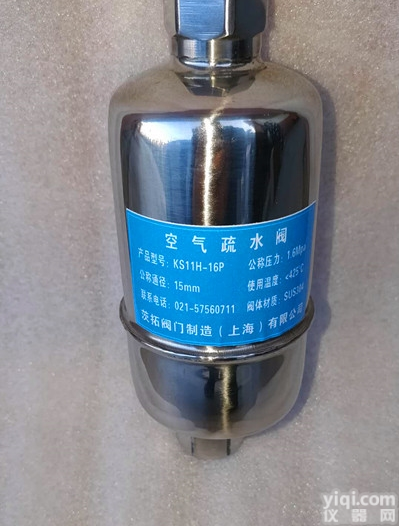 空气疏水阀
产品型号: KS11H-16P 公称压力: 1.6Mpa
公称通径: 15mm 使用温度: <425℃
联系电话: 021-57560711 阀体材质: SUS304
茨拓阀门制造（上海）有限公司
yiqi.com
仪器网